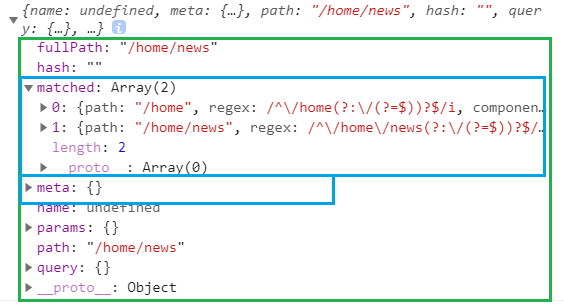 {name: undefined, meta: {…}, path: "/home/news", hash: "", quer
y: {…}, …} i
fullPath: "/home/news"
hash: ""
matched: Array(2)
0: {path: "/home", regex: /^\/home(?:\/(?=$))?$/i, componen…
1: {path: "/home/news", regex: /^\/home\/news(?:\/(?=$))?$/…
length: 2
__proto__: Array(0)
meta: {}
name: undefined
params: {}
path: "/home/news"
query: {}
__proto__: Object